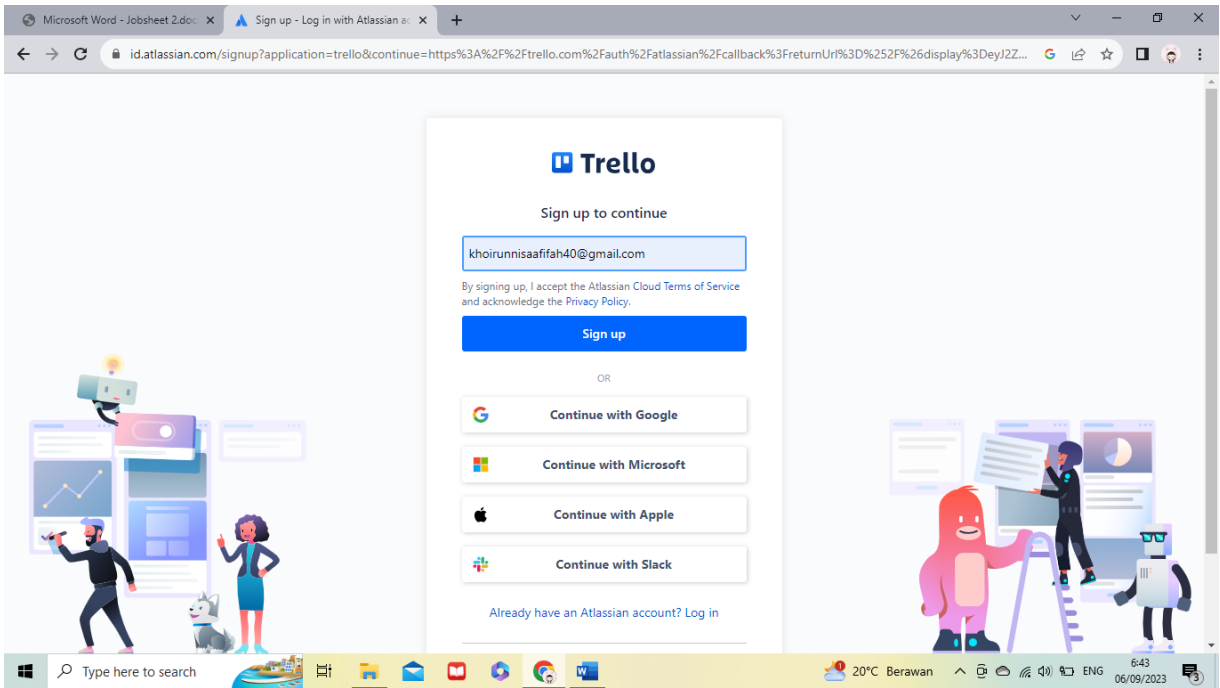 Microsoft Word - Jobsheet 2.doc
Sign up - Log in with Atlassian ac
id.atlassian.com/signup?application=trello&continue=https%3A%2F%2Ftrello.com%2Fauth%2Fatlassian%2Fcallback%3FreturnUrl%3D%252F%26display%3DeyJ2Z...
Trello
Sign up to continue
khoirunnisaafifah40@gmail.com
By signing up, I accept the Atlassian Cloud Terms of Service
and acknowledge the Privacy Policy.
Sign up
OR
Continue with Google
Continue with Microsoft
Continue with Apple
Continue with Slack
Already have an Atlassian account? Log in
Type here to search
1
20°C Berawan
ENG
6:43
06/09/2023
3